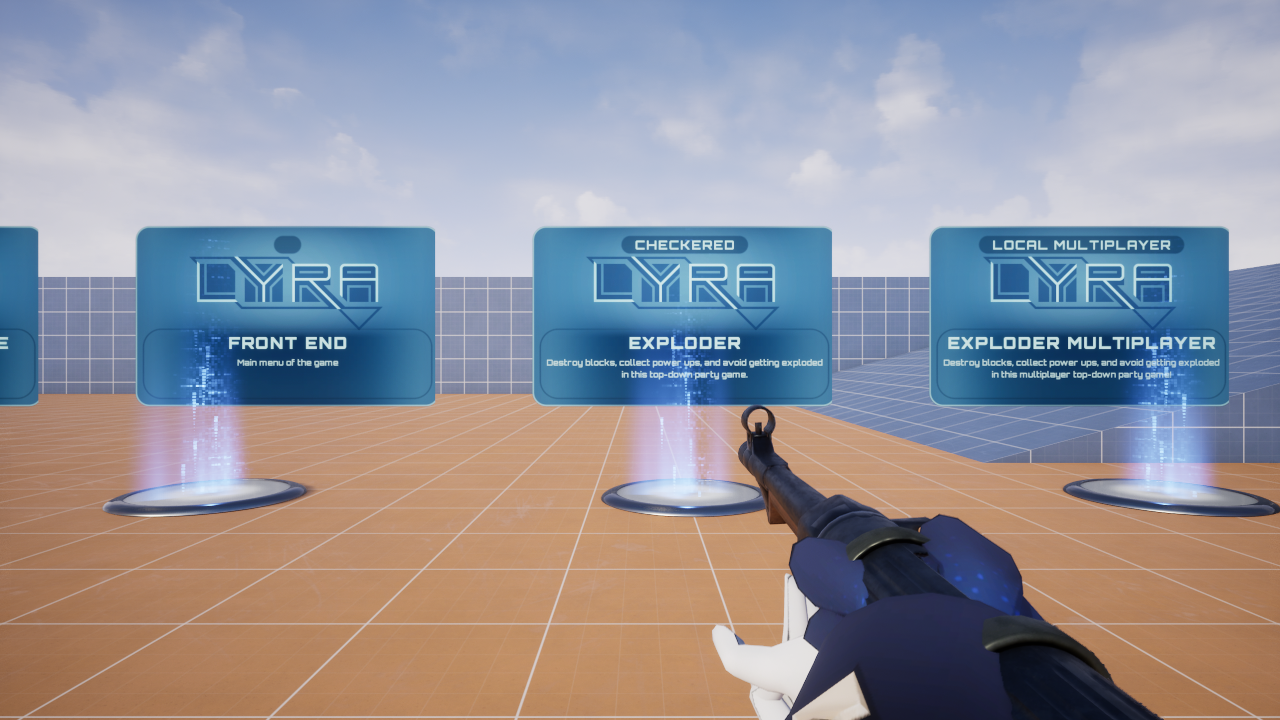 E
LYRA
FRONT END
Main menu of the game
CHECKERED
LYRA
EXPLODER
Destroy blocks, collect power ups, and avoid getting exploded
in this top-down party game.
LOCAL MULTIPLAYER
LYRA
EXPLODER MULTIPLAYER
Destroy blocks, collect power ups, and avoid getting exploded
in this multiplayer top-down party game!